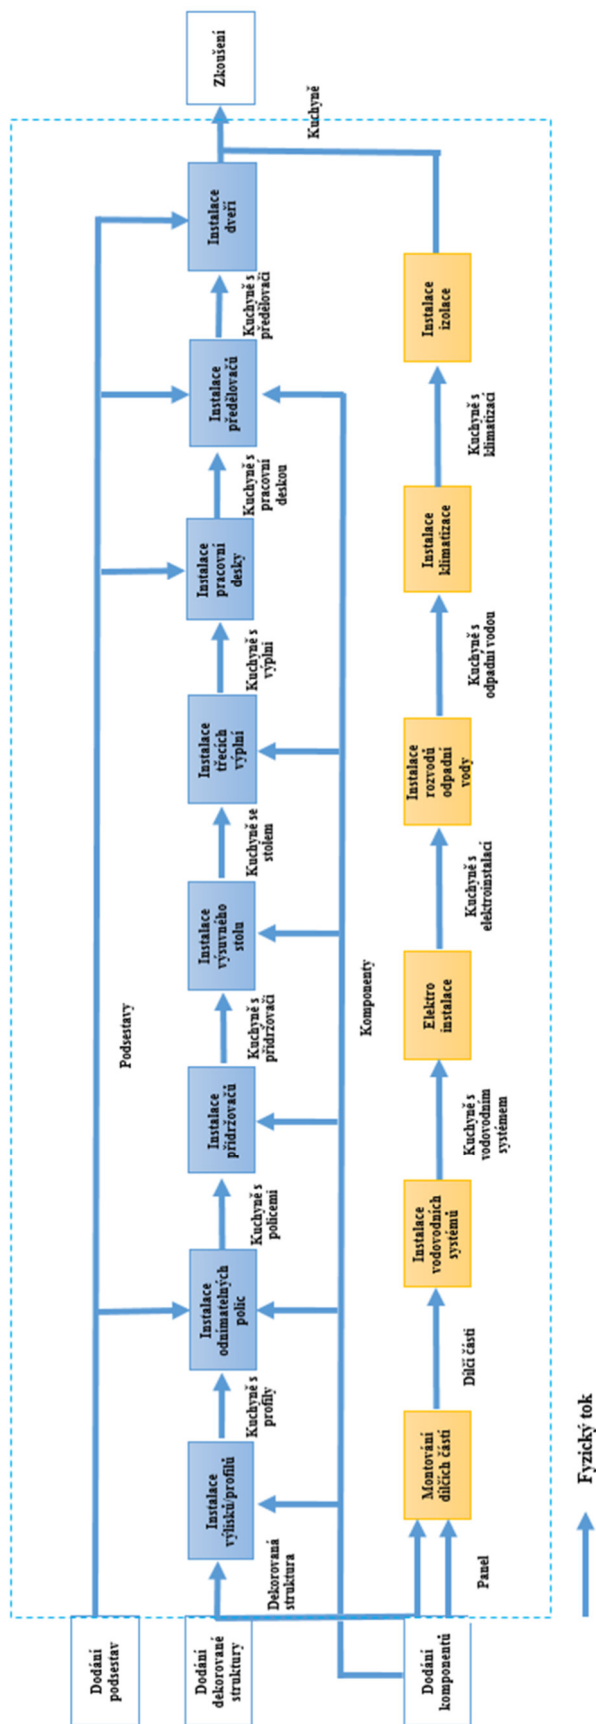 Dodání
podsestav
Podsestavy
Dodání
dekorované
struktury
Dekorovaná
struktura
Instalace
výlisků/profilů
Kuchyně s
profily
Instalace
odnímatelných
polic
Kuchyně s
policemi
Instalace
přidržovačů
Kuchyně s
přidržovači
Instalace
výsuvného
stolu
Kuchyně se
stolem
Instalace
třecích
výplní
Kuchyně s
výplní
Instalace
pracovní
desky
Kuchyně s
pracovní
deskou
Instalace
předělovačů
Kuchyně s
předělovači
Instalace
dveří
Zkoušení
Kuchyně
Komponenty
Dodání
komponentů
Panel
Montování
dílčích částí
Dílčí části
Instalace
vodovodních
systémů
Kuchyně s
vodovodním
systémem
Elektro
instalace
Kuchyně s
elektroinstalací
Instalace
rozvodů
odpadní
vody
Kuchyně s
odpadní vodou
Instalace
klimatizace
Kuchyně s
klimatizací
Instalace
izolace
Fyzický tok